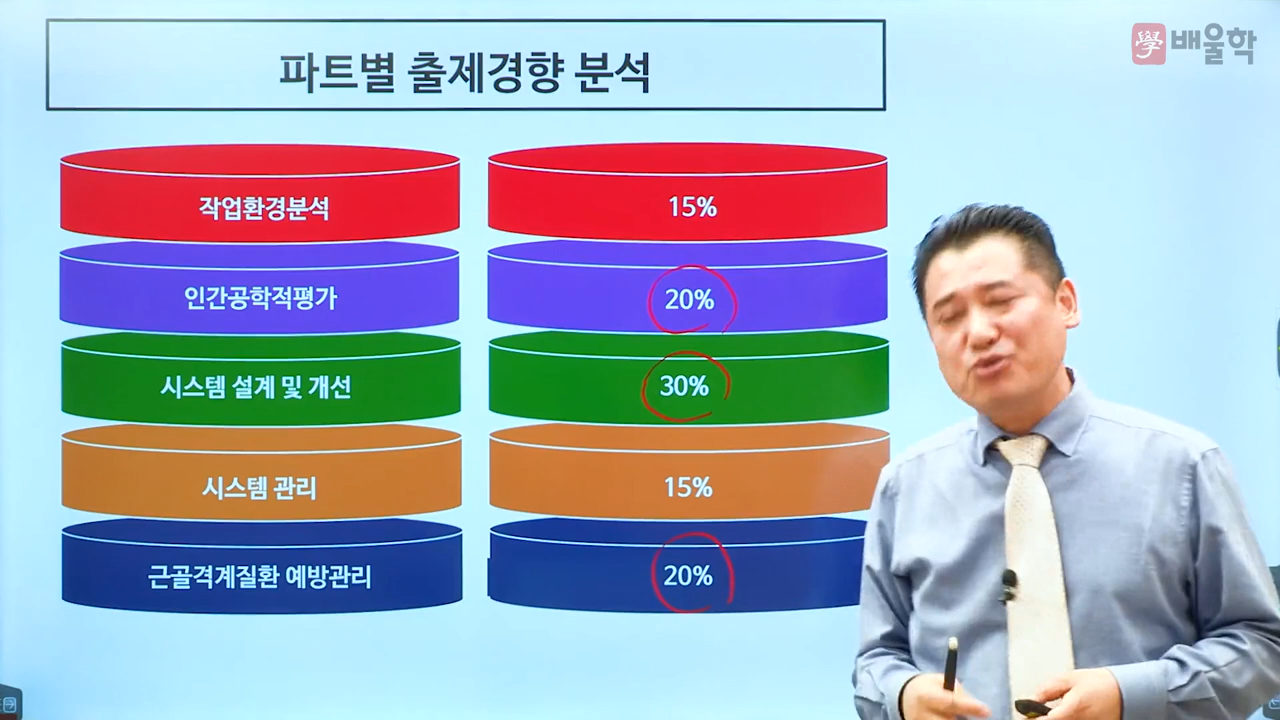 파트별 출제경향 분석
學 배울학
작업환경분석 15%
인간공학적평가 20%
시스템 설계 및 개선 30%
시스템 관리 15%
근골격계질환 예방관리 20%